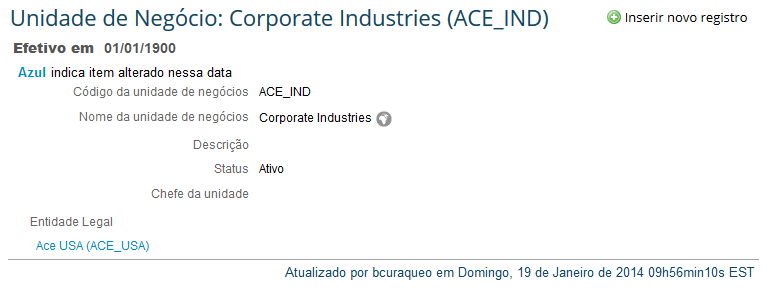 Unidade de Negócio: Corporate Industries (ACE_IND)
Inserir novo registro
Efetivo em 01/01/1900
Azul indica item alterado nessa data
Código da unidade de negócios ACE_IND
Nome da unidade de negócios Corporate Industries
Descrição
Status Ativo
Chefe da unidade
Entidade Legal
Ace USA (ACE_USA)
Atualizado por bcuraqueo em Domingo, 19 de Janeiro de 2014 09h56min10s EST